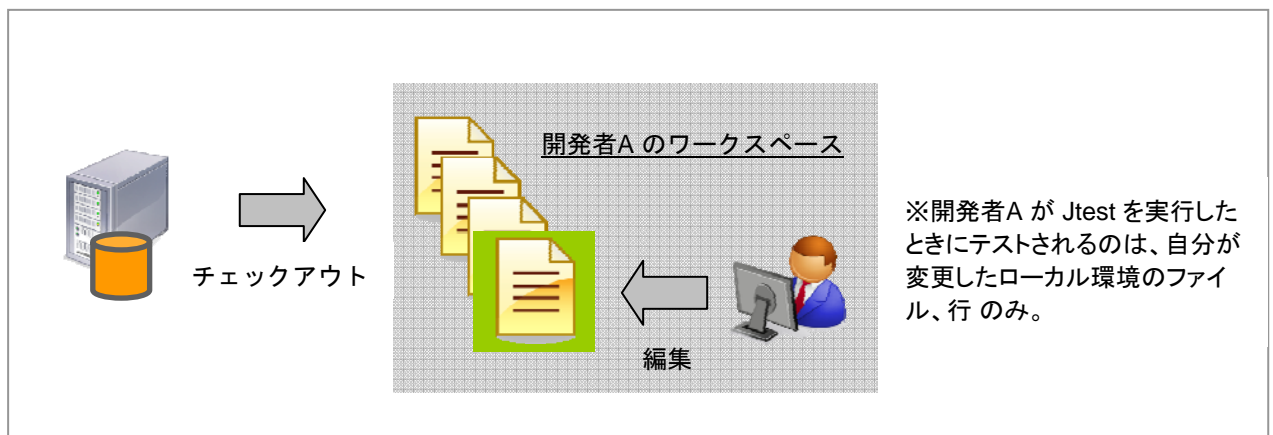 開発者A のワークスペース
チェックアウト
編集
※開発者A が Jtest を実行した
ときにテストされるのは、自分が
変更したローカル環境のファイ
ル、行 のみ。